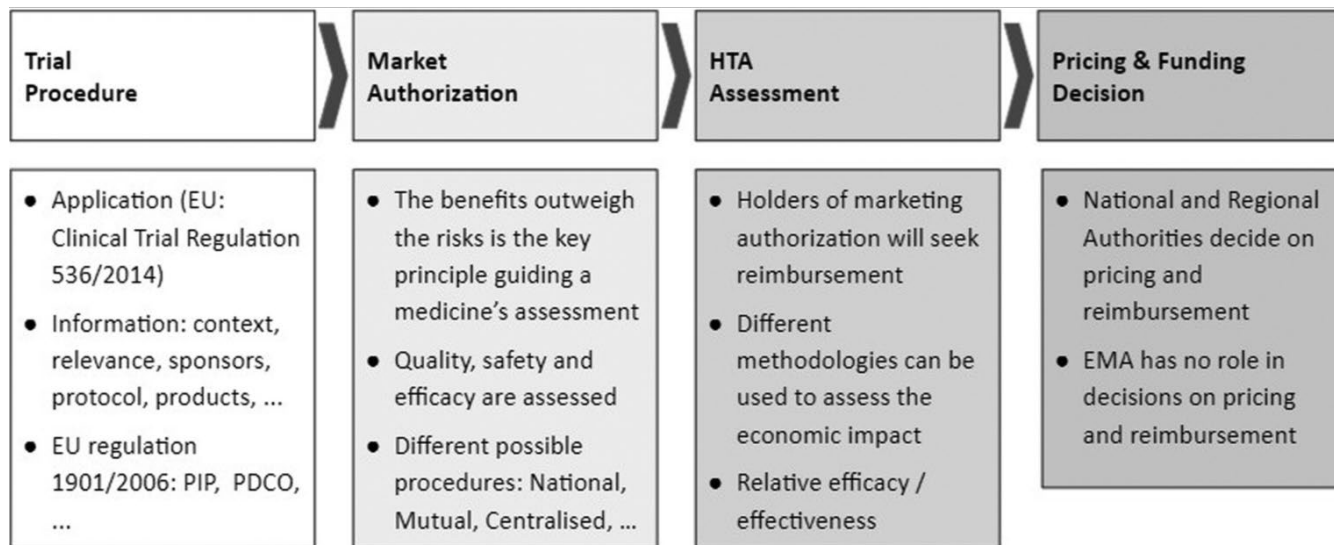 Trial
Procedure
Market
Authorization
HTA
Assessment
Pricing & Funding
Decision
● Application (EU:
Clinical Trial Regulation
536/2014)
● Information: context,
relevance, sponsors,
protocol, products, ...
● EU regulation
1901/2006: PIP, PDCO,
...
● The benefits outweigh
the risks is the key
principle guiding a
medicine's assessment
● Quality, safety and
efficacy are assessed
● Different possible
procedures: National,
Mutual, Centralised, ...
● Holders of marketing
authorization will seek
reimbursement
● Different
methodologies can be
used to assess the
economic impact
● Relative efficacy /
effectiveness
● National and Regional
Authorities decide on
pricing and
reimbursement
● EMA has no role in
decisions on pricing
and reimbursement